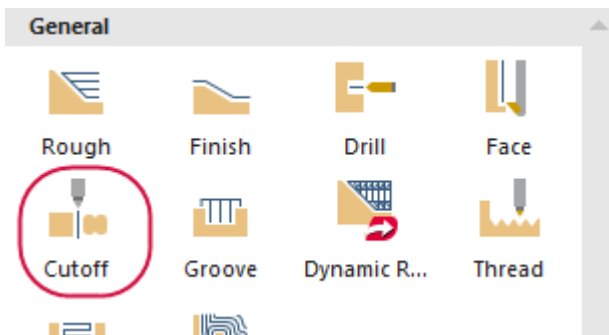 General
Rough Finish Drill Face
Cutoff Groove Dynamic R... Thread